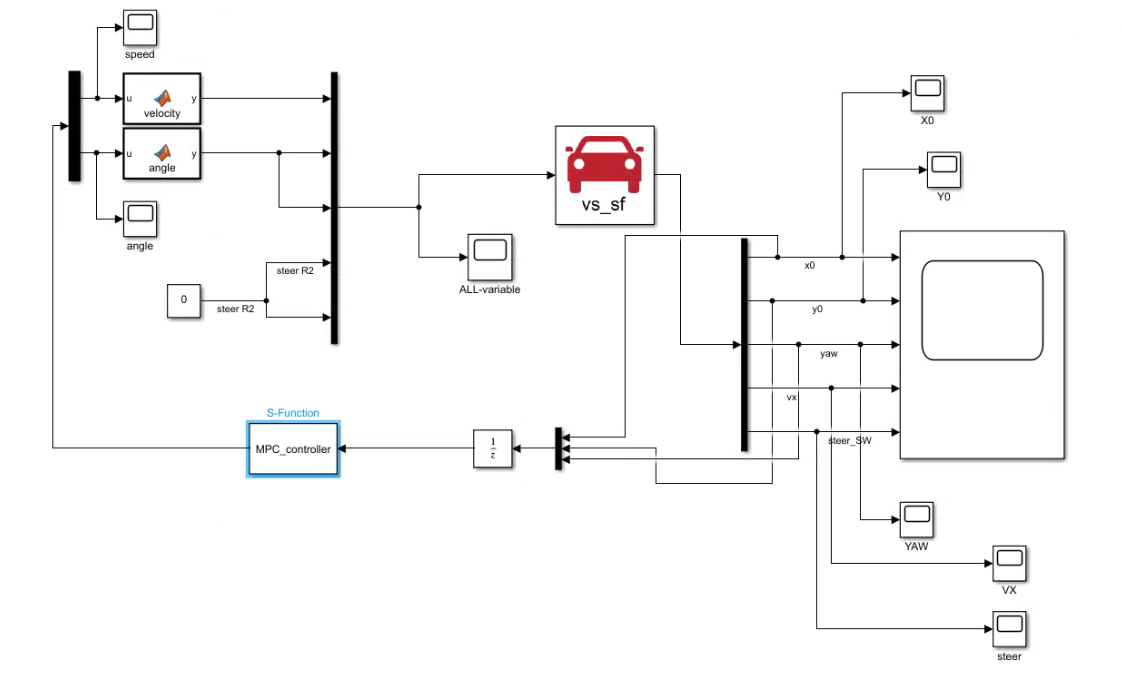 speed
u
y
velocity
u
y
angle
angle
X0
Y0
vs_sf
ALL-variable
steer R2
0
steer R2
x0
y0
yaw
vx
steer_SW
S-Function
MPC_controller
1
z
YAW
VX
steer